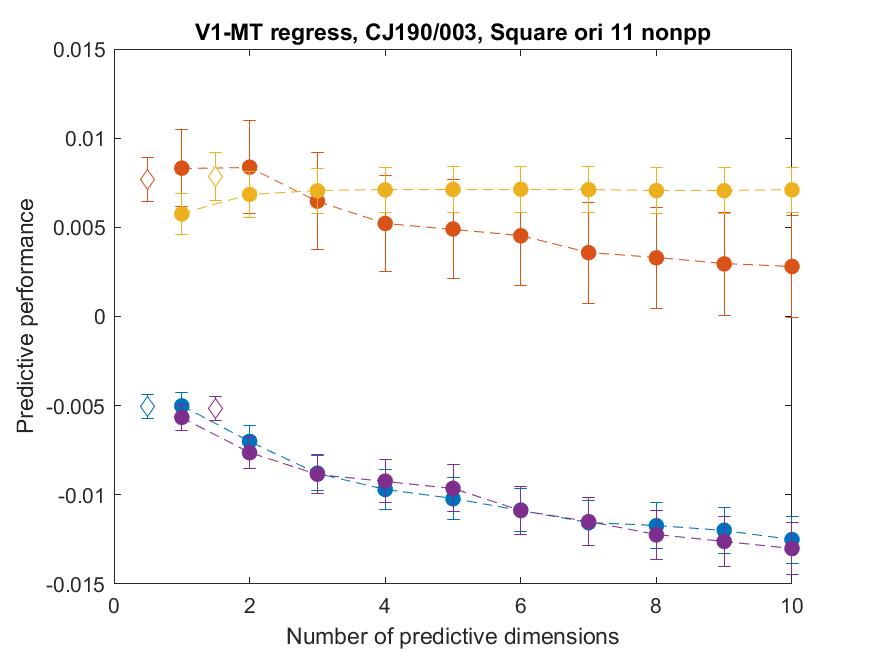 V1-MT regress, CJ190/003, Square ori 11 nonpp
0.015
0.01
0.005
0
-0.005
-0.01
-0.015
Predictive performance
0 2 4 6 8 10
Number of predictive dimensions